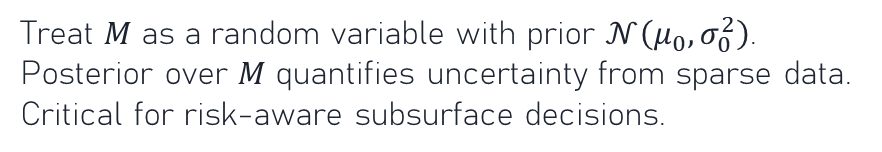 Treat M as a random variable with prior 𝒩(μ₀, σ₀²).
Posterior over M quantifies uncertainty from sparse data.
Critical for risk-aware subsurface decisions.